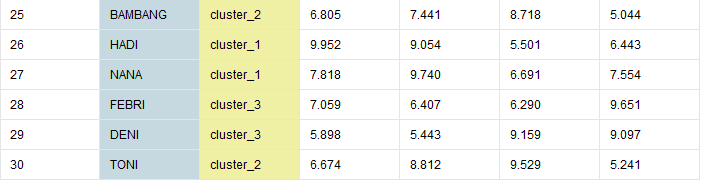 25 BAMBANG cluster_2 6.805 7.441 8.718 5.044
26 HADI cluster_1 9.952 9.054 5.501 6.443
27 NANA cluster_1 7.818 9.740 6.691 7.554
28 FEBRI cluster_3 7.059 6.407 6.290 9.651
29 DENI cluster_3 5.898 5.443 9.159 9.097
30 TONI cluster_2 6.674 8.812 9.529 5.241